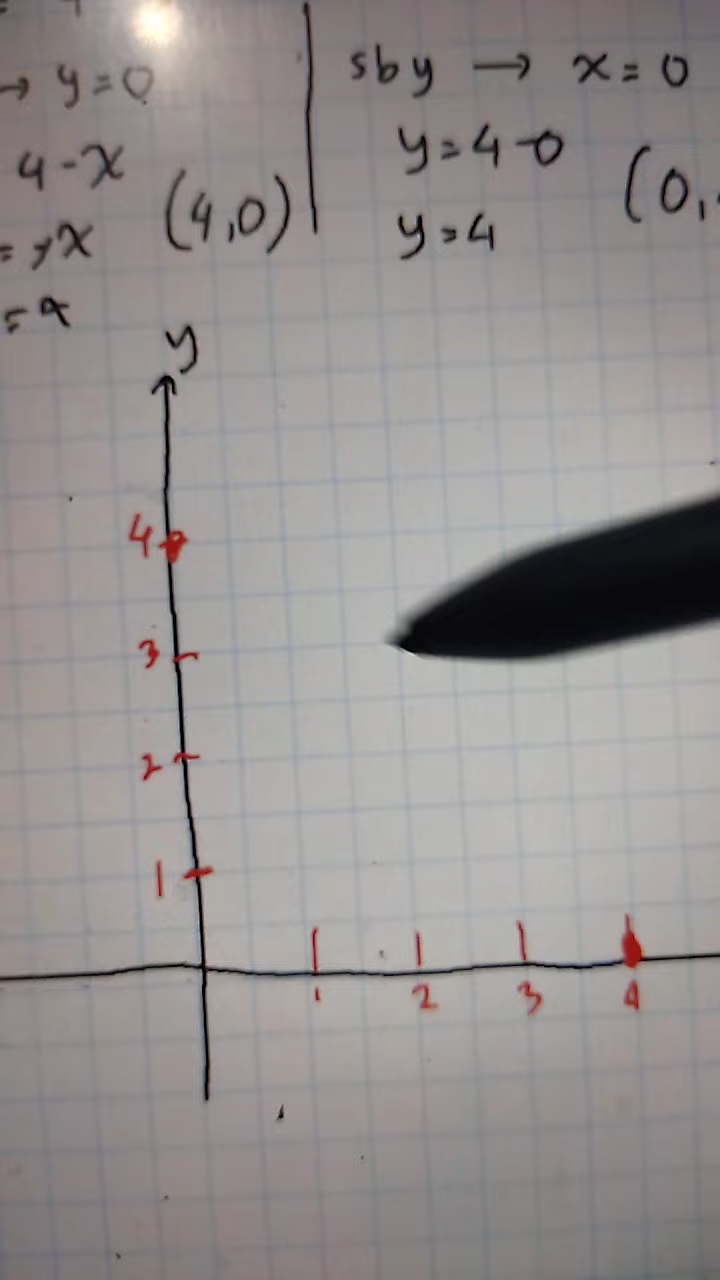 → y=0
4-x
(4,0)
sby → x=0
y=4-0
y=4
(0,
y
4
3
2
1
1 2 3 4